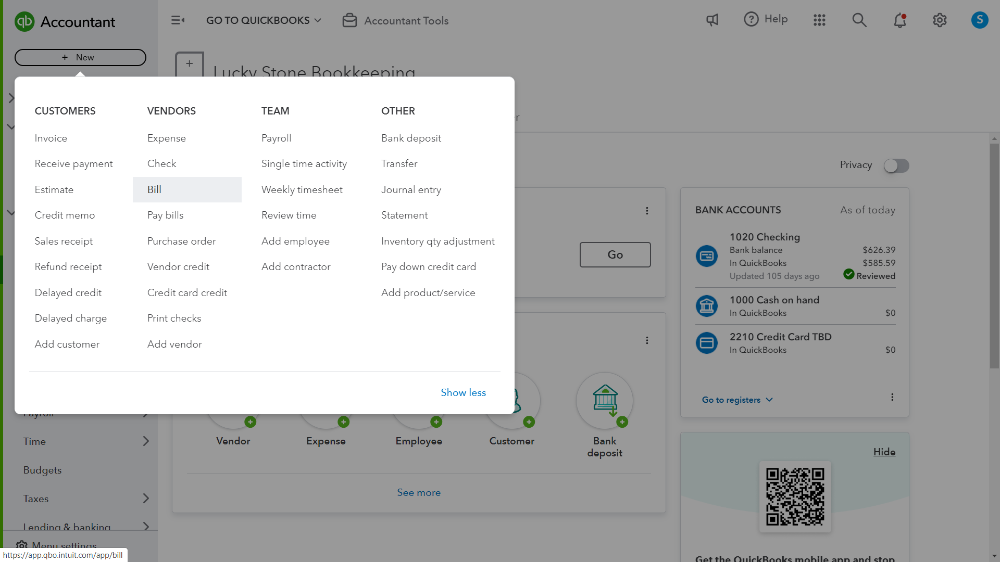 qb Accountant
GO TO QUICKBOOKS
Accountant Tools
? Help
S
+ New
+
Lucky Stone Bookkeeping
CUSTOMERS
Invoice
Receive payment
Estimate
Credit memo
Sales receipt
Refund receipt
Delayed credit
Delayed charge
Add customer
VENDORS
Expense
Check
Bill
Pay bills
Purchase order
Vendor credit
Credit card credit
Print checks
Add vendor
TEAM
Payroll
Single time activity
Weekly timesheet
Review time
Add employee
Add contractor
OTHER
Bank deposit
Transfer
Journal entry
Statement
Inventory qty adjustment
Pay down credit card
Add product/service
Show less
Privacy
Go
BANK ACCOUNTS
As of today
1020 Checking
Bank balance $626.39
In QuickBooks $585.59
Updated 105 days ago Reviewed
1000 Cash on hand
In QuickBooks $0
2210 Credit Card TBD
In QuickBooks $0
Go to registers
Payroll
Time
Budgets
Taxes
Lending & banking
Menu settings
Vendor
Expense
Employee
Customer
Bank
deposit
See more
Hide
Get the QuickBooks mobile app and stop
https://app.qbo.intuit.com/app/bill